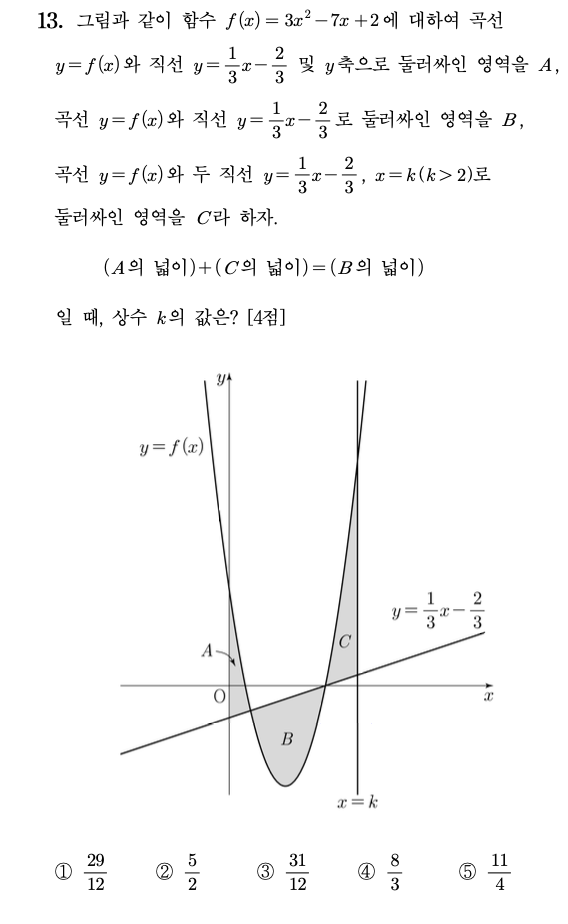 13. 그림과 같이 함수 f(x)=3x²-7x+2에 대하여 곡선
y=f(x)와 직선 y=1/3x-2/3 및 y축으로 둘러싸인 영역을 A,
곡선 y=f(x)와 직선 y=1/3x-2/3로 둘러싸인 영역을 B,
곡선 y=f(x)와 두 직선 y=1/3x-2/3, x=k(k>2)로
둘러싸인 영역을 C라 하자.
(A의 넓이)+(C의 넓이)=(B의 넓이)
일 때, 상수 k의 값은? [4점]
y
y=f(x)
y=1/3x-2/3
A
C
O
x
B
x=k
① 29/12 ② 5/2 ③ 31/12 ④ 8/3 ⑤ 11/4